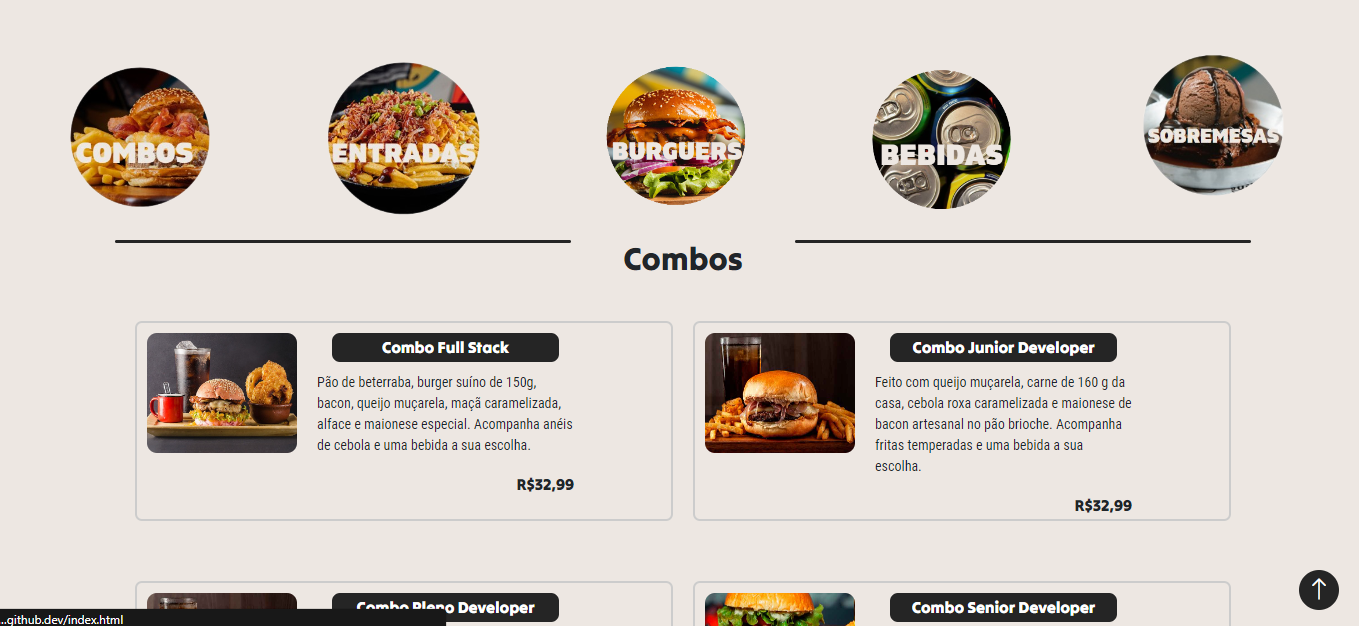 COMBOS
ENTRADAS
BURGUERS
BEBIDAS
SOBREMESAS
Combos
Combo Full Stack
Pão de beterraba, burger suíno de 150g,
bacon, queijo muçarela, maçã caramelizada,
alface e maionese especial. Acompanha anéis
de cebola e uma bebida a sua escolha.
R$32,99
Combo Junior Developer
Feito com queijo muçarela, carne de 160 g da
casa, cebola roxa caramelizada e maionese de
bacon artesanal no pão brioche. Acompanha
fritas temperadas e uma bebida a sua
escolha.
R$32,99
Combo Pleno Developer
Combo Senior Developer
...github.dev/index.html